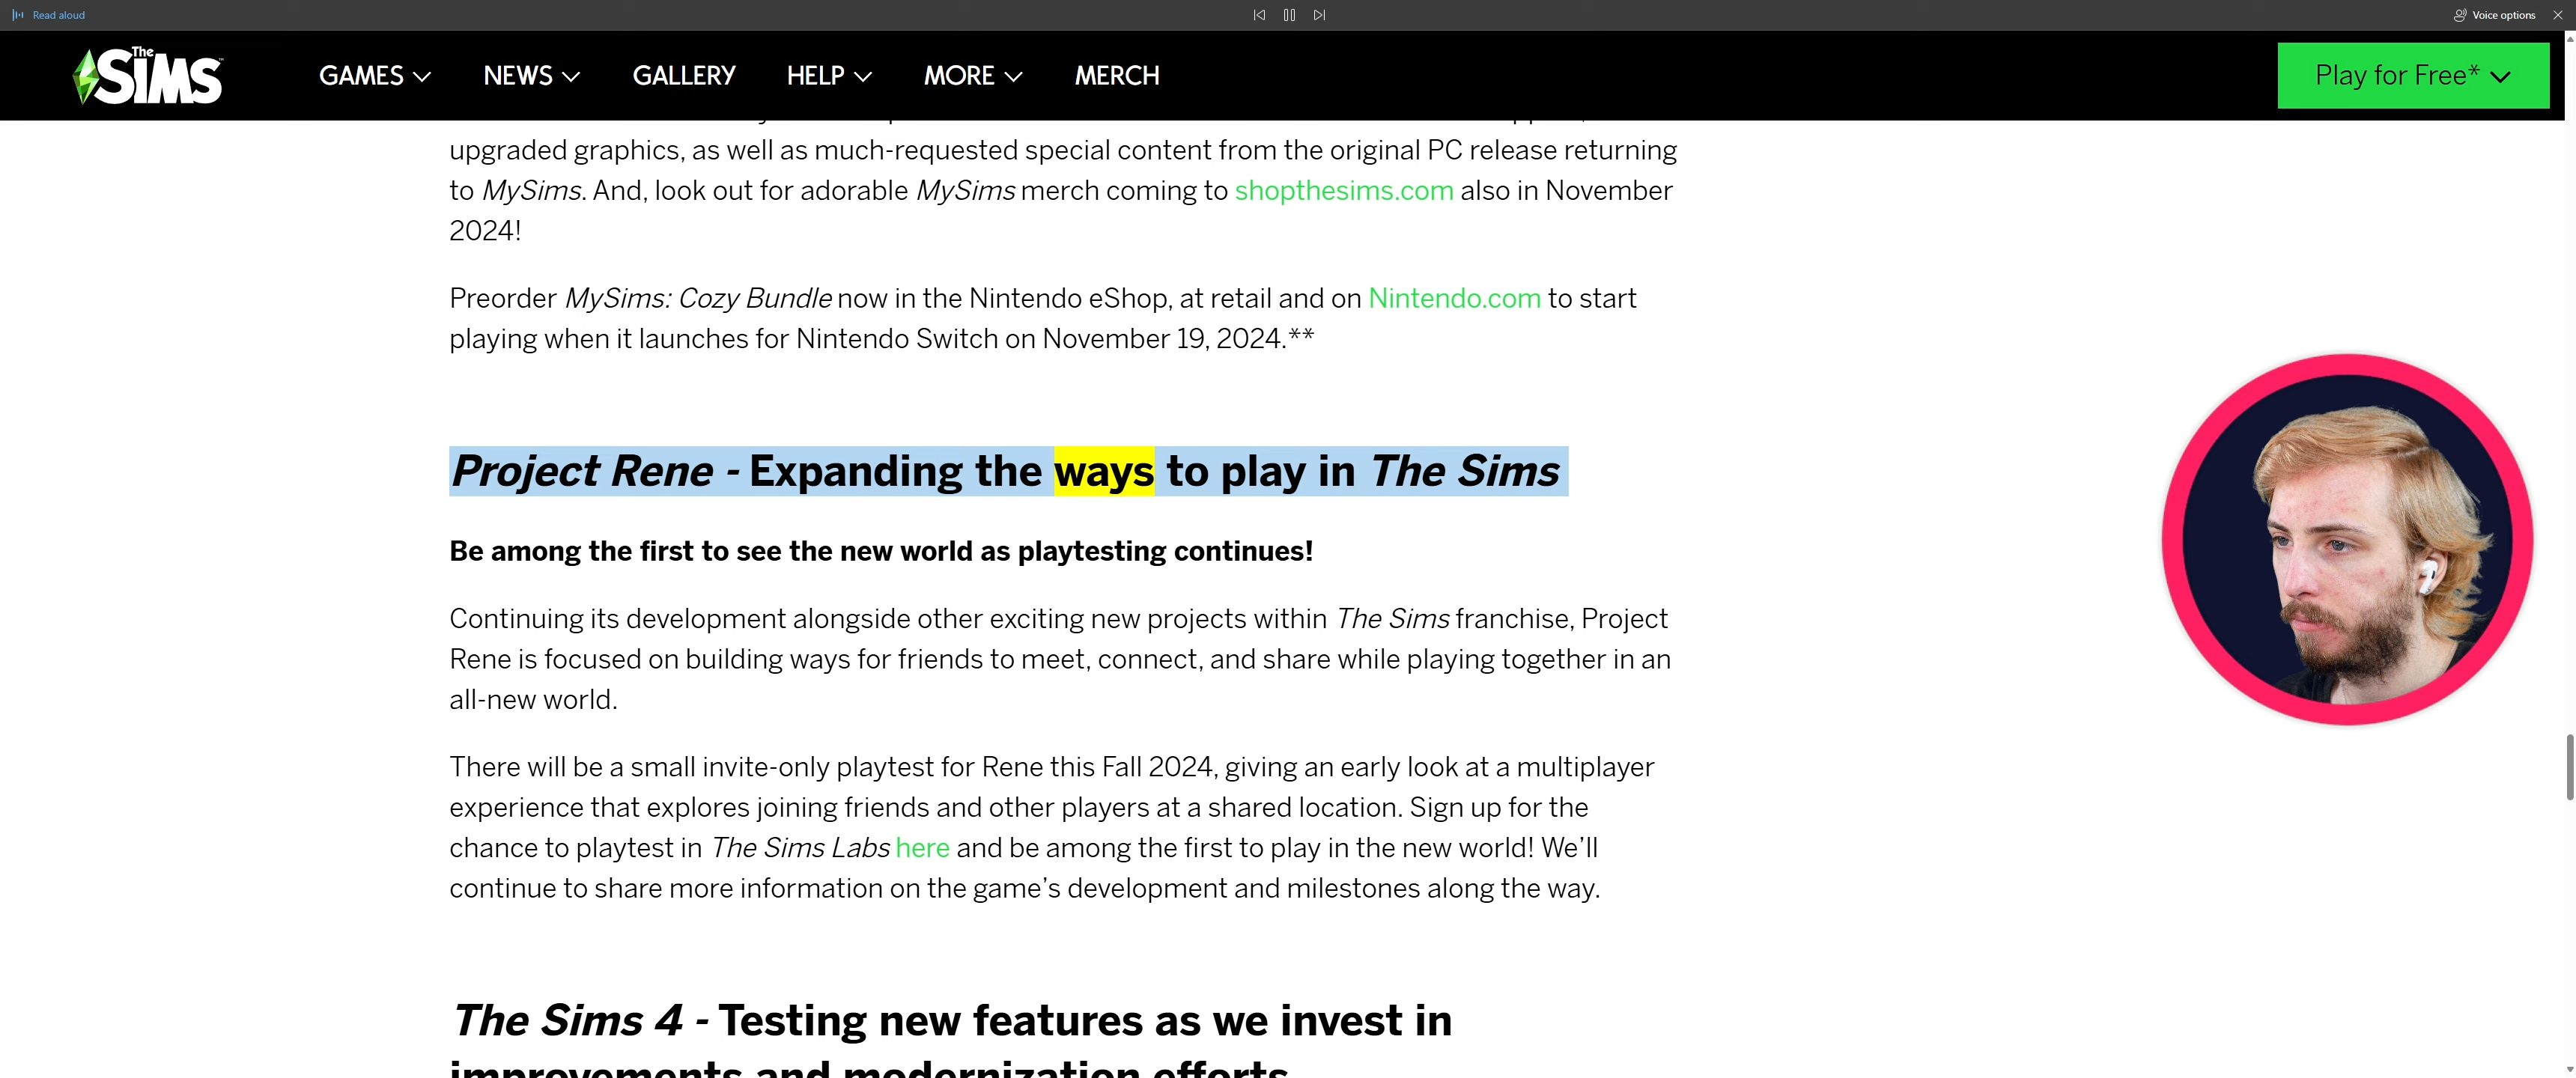 Read aloud
Voice options
The SIMS
GAMES
NEWS
GALLERY
HELP
MORE
MERCH
Play for Free*
upgraded graphics, as well as much-requested special content from the original PC release returning
to MySims. And, look out for adorable MySims merch coming to shopthesims.com also in November
2024!
Preorder MySims: Cozy Bundle now in the Nintendo eShop, at retail and on Nintendo.com to start
playing when it launches for Nintendo Switch on November 19, 2024.**
Project Rene - Expanding the ways to play in The Sims
Be among the first to see the new world as playtesting continues!
Continuing its development alongside other exciting new projects within The Sims franchise, Project
Rene is focused on building ways for friends to meet, connect, and share while playing together in an
all-new world.
There will be a small invite-only playtest for Rene this Fall 2024, giving an early look at a multiplayer
experience that explores joining friends and other players at a shared location. Sign up for the
chance to playtest in The Sims Labs here and be among the first to play in the new world! We’ll
continue to share more information on the game’s development and milestones along the way.
The Sims 4 - Testing new features as we invest in
improvements and modernization efforts